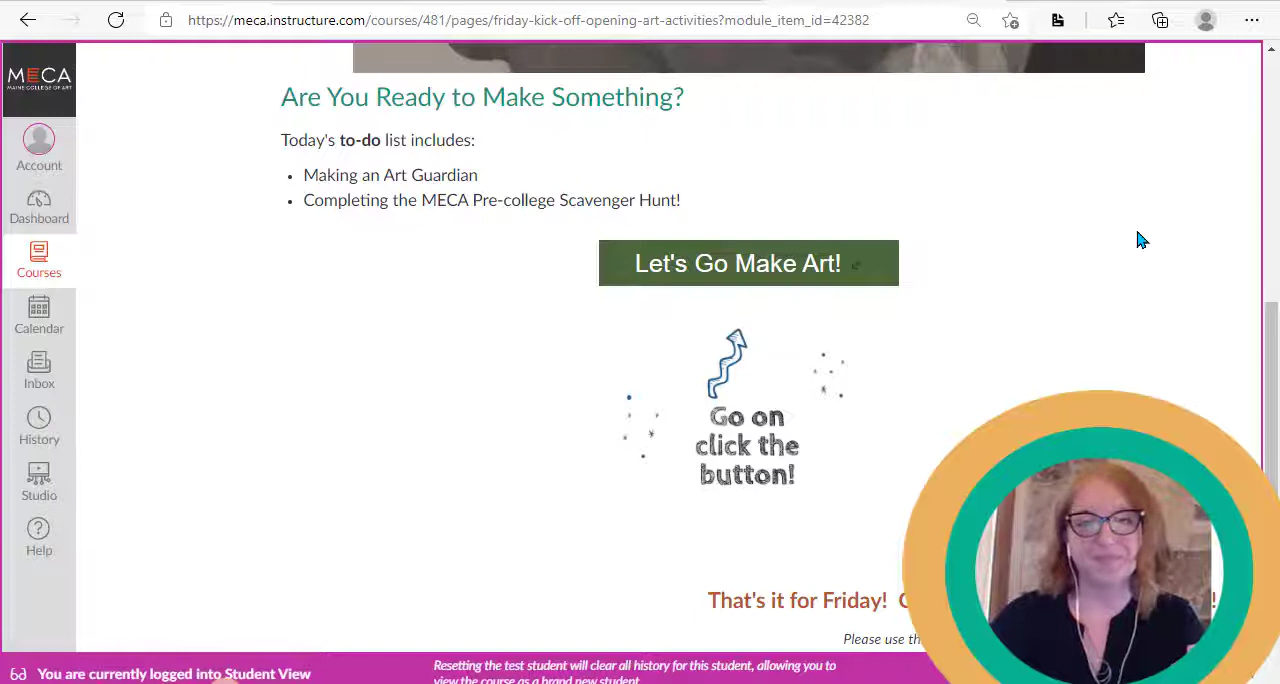 https://meca.instructure.com/courses/481/pages/friday-kick-off-opening-art-activities?module_item_id=42382
MECA
MAINE COLLEGE OF ART
Account
Dashboard
Courses
Calendar
Inbox
History
Studio
Help
Are You Ready to Make Something?
Today's to-do list includes:
• Making an Art Guardian
• Completing the MECA Pre-college Scavenger Hunt!
Let's Go Make Art!
Go on
click the
button!
That's it for Friday!
Please use
You are currently logged into Student View
Resetting the test student will clear all history for this student, allowing you to
view the course as a brand new student